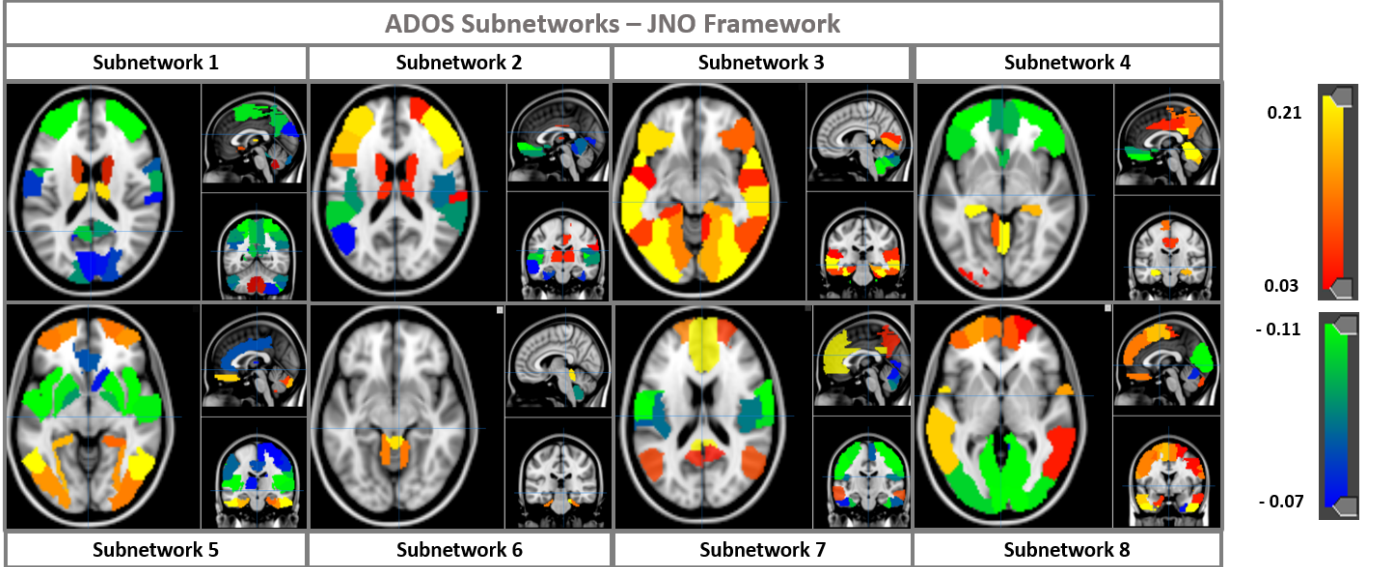 ADOS Subnetworks – JNO Framework
Subnetwork 1 Subnetwork 2 Subnetwork 3 Subnetwork 4
0.21
0.03
- 0.11
- 0.07
Subnetwork 5 Subnetwork 6 Subnetwork 7 Subnetwork 8